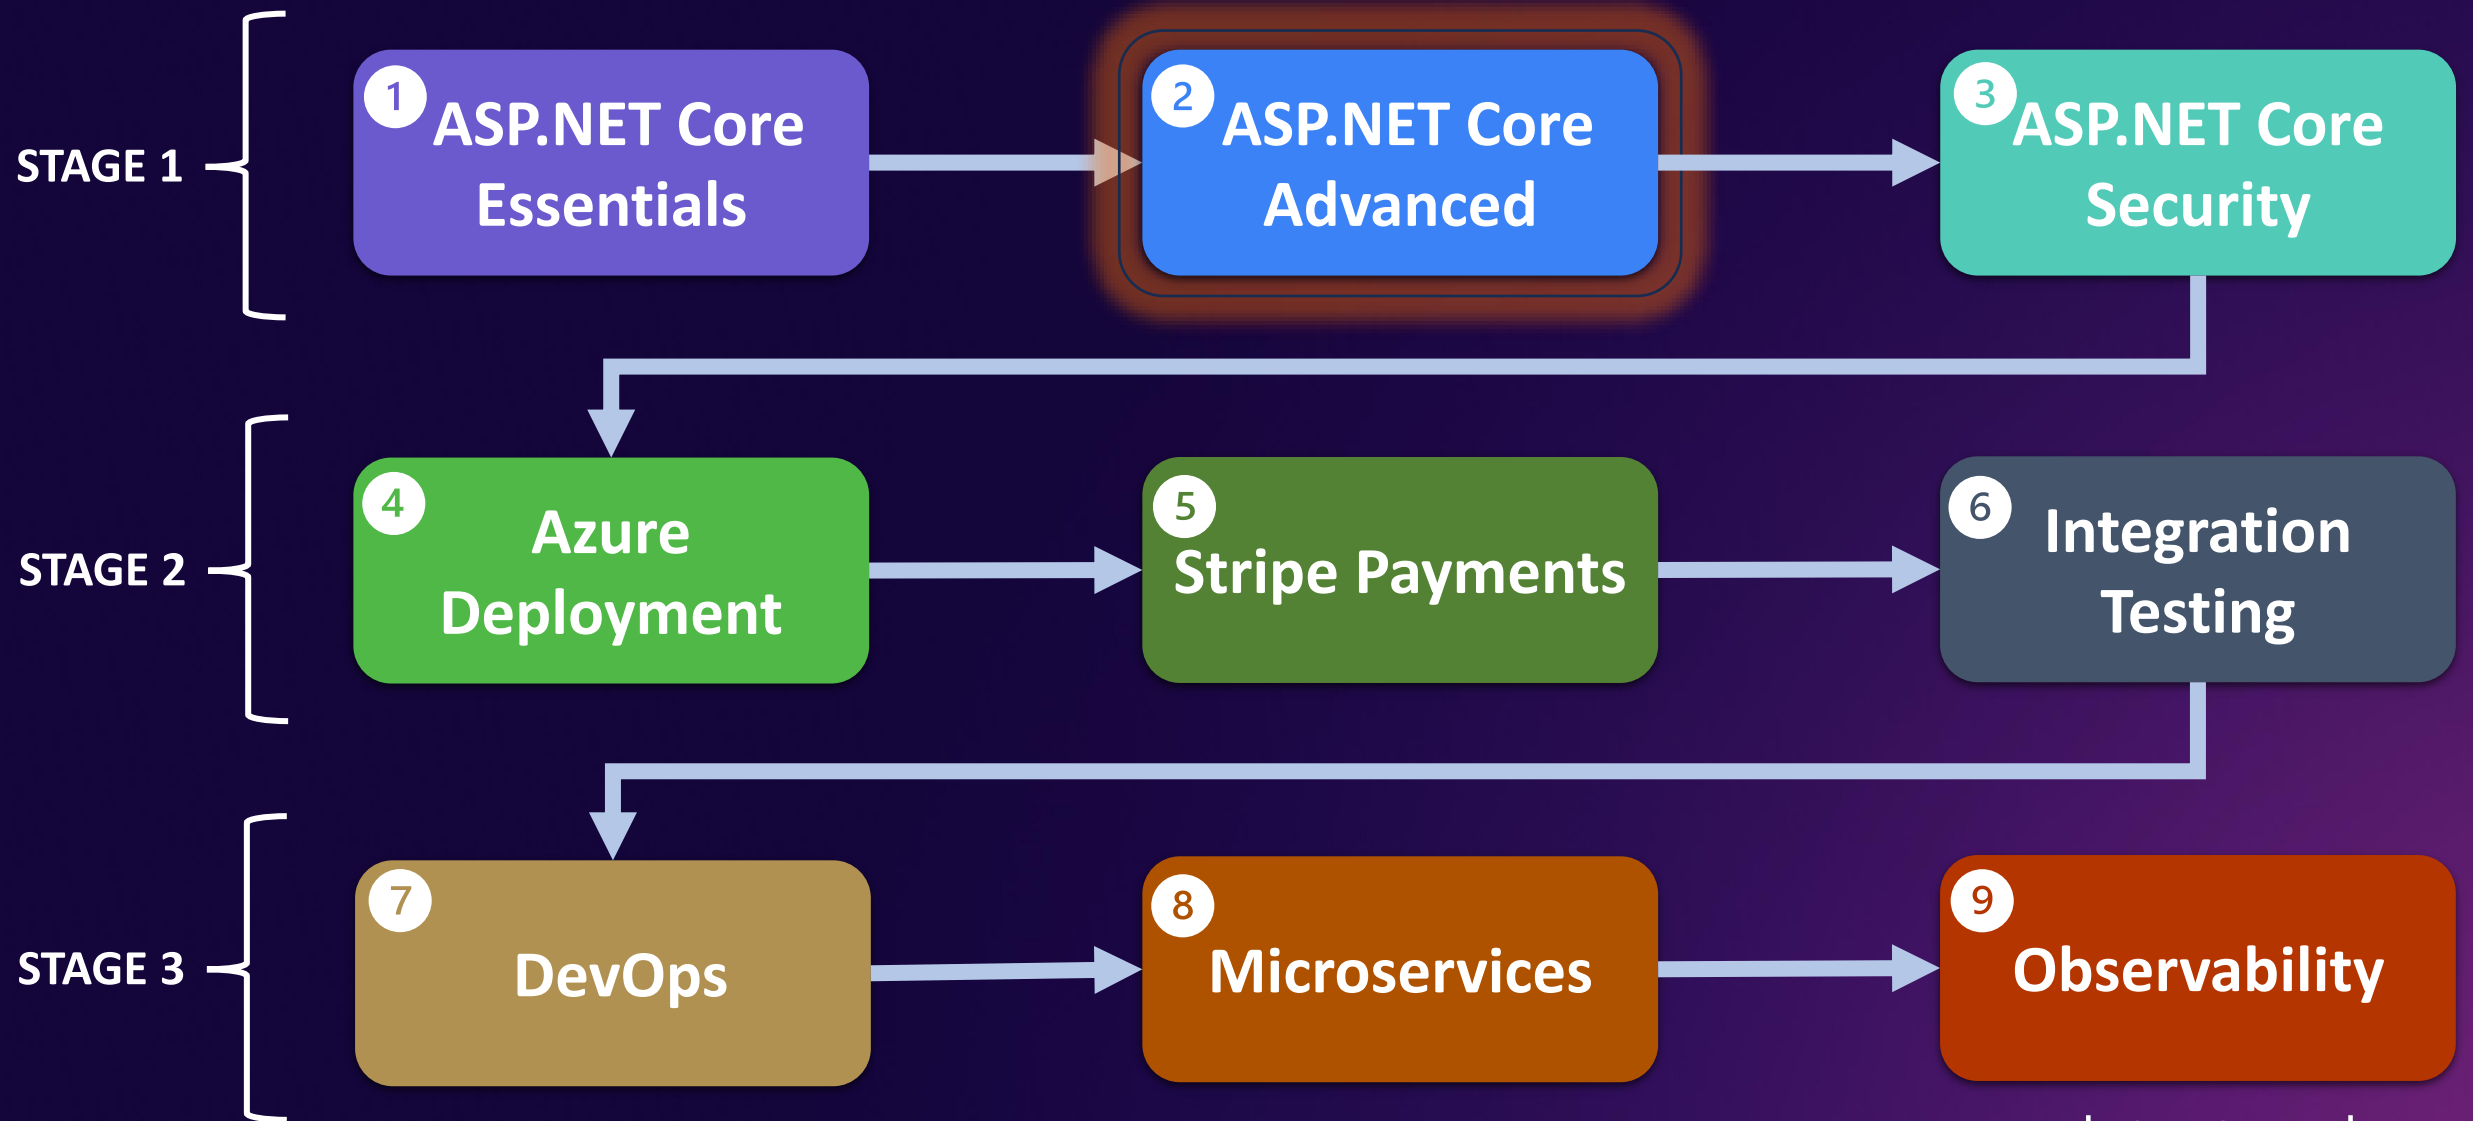 STAGE 1
1
ASP.NET Core
Essentials
2
ASP.NET Core
Advanced
3
ASP.NET Core
Security
STAGE 2
4
Azure
Deployment
5
Stripe Payments
6
Integration
Testing
STAGE 3
7
DevOps
8
Microservices
9
Observability